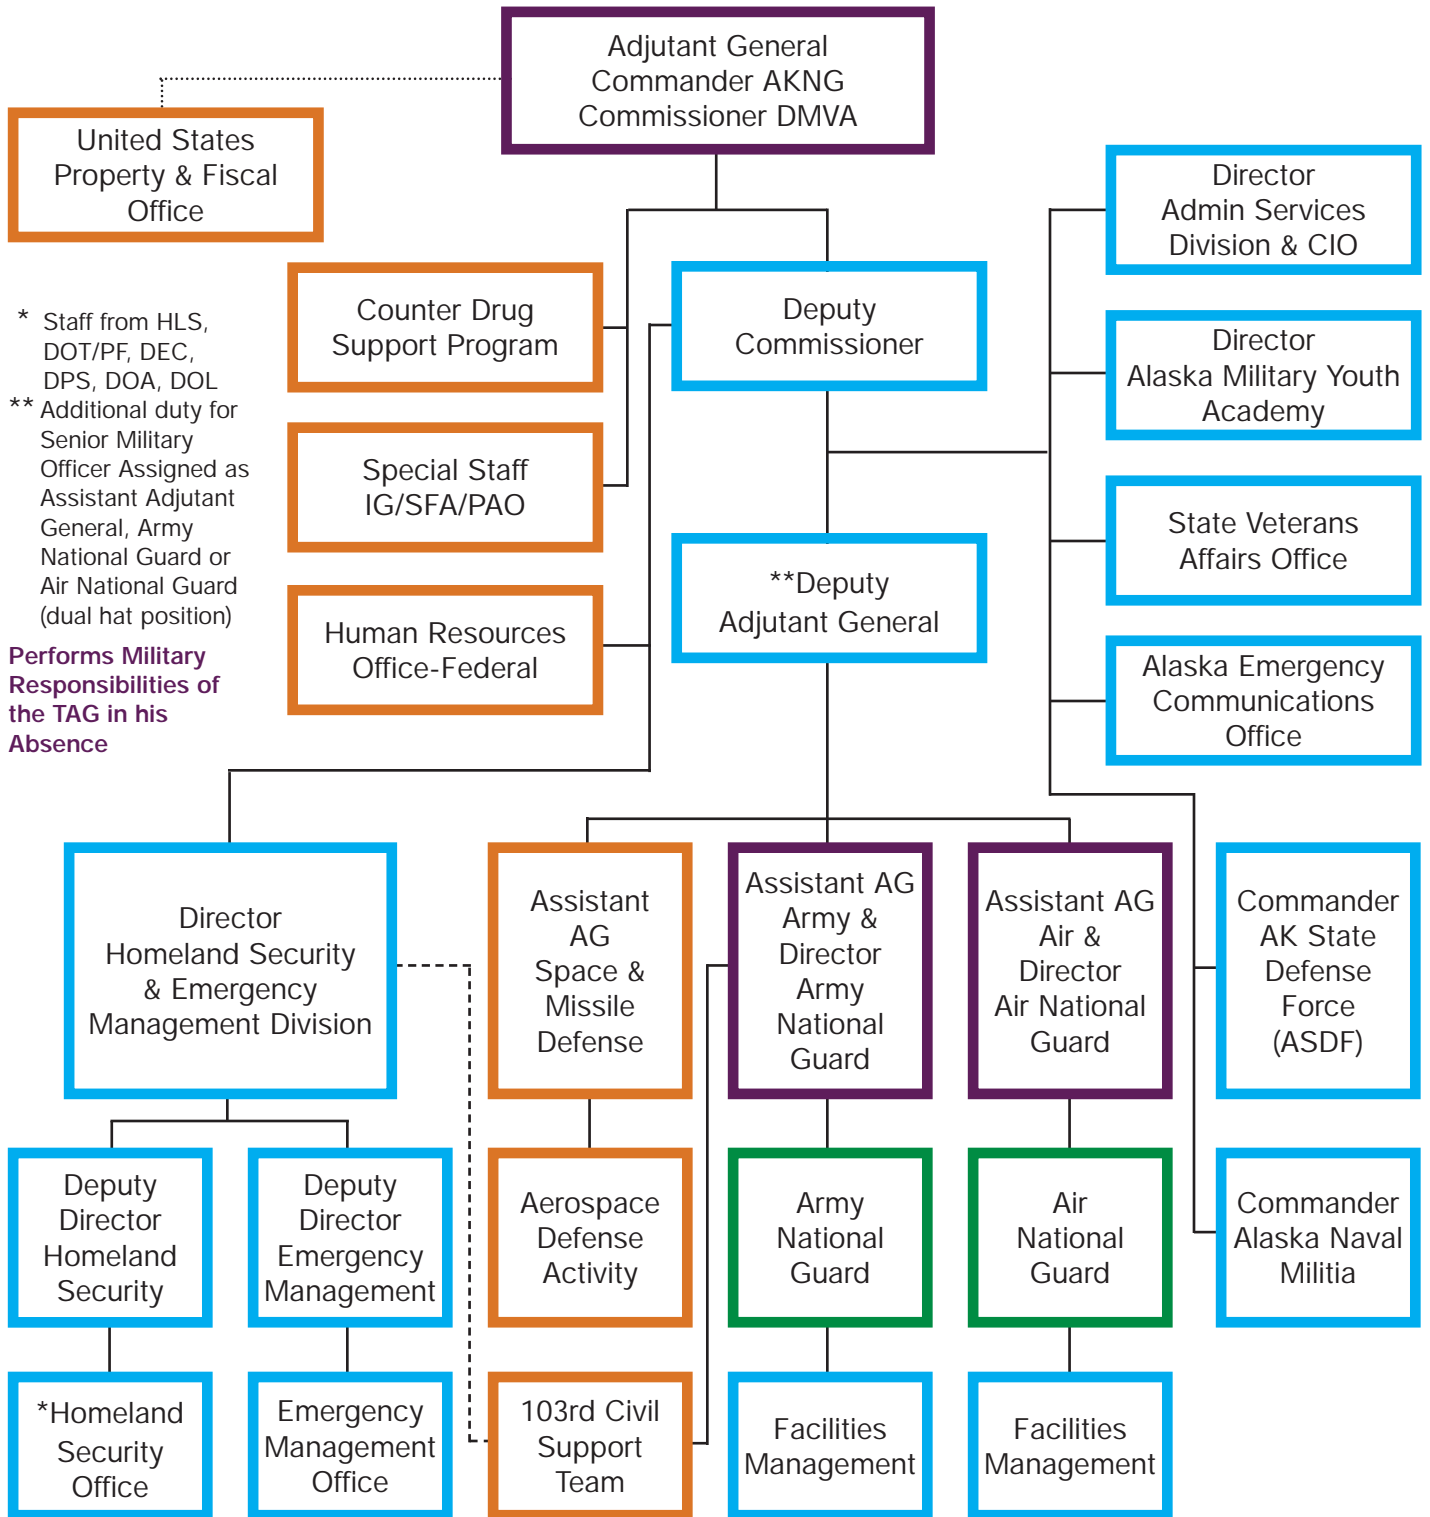 Adjutant General
Commander AKNG
Commissioner DMVA
United States
Property & Fiscal
Office
Director
Admin Services
Division & CIO
Counter Drug
Support Program
Deputy
Commissioner
Director
Alaska Military Youth
Academy
* Staff from HLS,
DOT/PF, DEC,
DPS, DOA, DOL
** Additional duty for
Senior Military
Officer Assigned as
Assistant Adjutant
General, Army
National Guard or
Air National Guard
(dual hat position)
Performs Military
Responsibilities of
the TAG in his
Absence
Special Staff
IG/SFA/PAO
State Veterans
Affairs Office
**Deputy
Adjutant General
Human Resources
Office-Federal
Alaska Emergency
Communications
Office
Director
Homeland Security
& Emergency
Management Division
Assistant
AG
Space &
Missile
Defense
Assistant AG
Army &
Director
Army
National
Guard
Assistant AG
Air &
Director
Air National
Guard
Commander
AK State
Defense
Force
(ASDF)
Deputy
Director
Homeland
Security
Deputy
Director
Emergency
Management
Aerospace
Defense
Activity
Army
National
Guard
Air
National
Guard
Commander
Alaska Naval
Militia
*Homeland
Security
Office
Emergency
Management
Office
103rd Civil
Support
Team
Facilities
Management
Facilities
Management